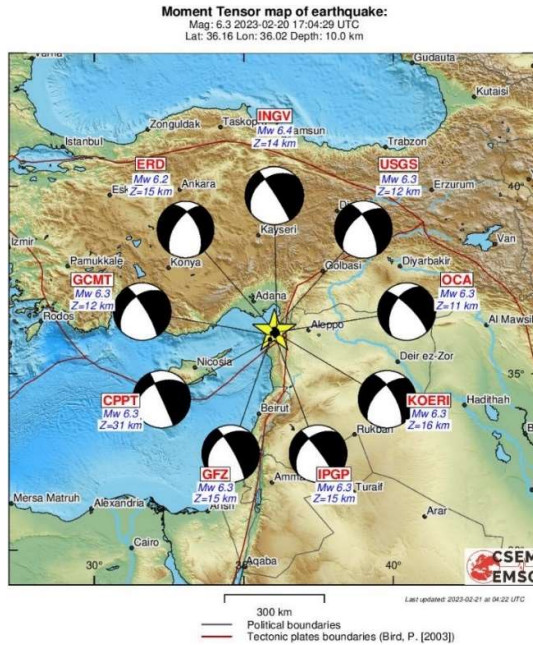 Moment Tensor map of earthquake:
Mag: 6.3 2023-02-20 17:04:29 UTC
Lat: 36.16 Lon: 36.02 Depth: 10.0 km
Gudauta
Kutaisi
INGV
Mw 6.4
Z=14 km
Zonguldak
Taskop
amsun
Istanbul
Trabzon
ERD
Mw 6.2
Z=15 km
USGS
Mw 6.3
Z=12 km
Ankara
Erzurum
40°
Kayseri
Van
Izmir
Pamukkale
Konya
Golbasi
Diyarbakir
GCMT
Mw 6.3
Z=12 km
OCA
Mw 6.3
Z=11 km
Adana
Rodos
Aleppo
Al Mawsil
Nicosia
Deir ez-Zor
35°
CPPT
Mw 6.3
Z=31 km
KOERI
Mw 6.3
Z=16 km
Hadithah
Beirut
Rukban
GFZ
Mw 6.3
Z=15 km
IPGP
Mw 6.3
Z=15 km
Amma
Turaif
Mersa Matruh
Alexandria
Arish
Arar
Cairo
30°
Aqaba
40°
CSEM
EMSC
Last updated: 2023-02-21 at 04:22 UTC
300 km
Political boundaries
Tectonic plates boundaries (Bird, P. [2003])